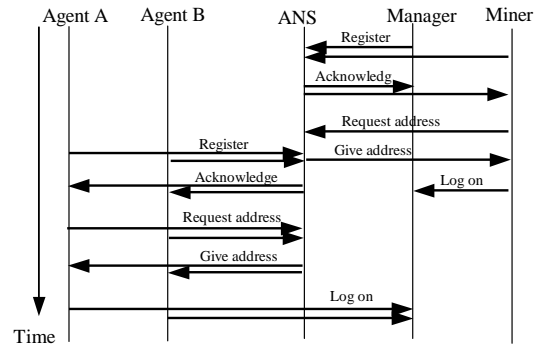 Agent A Agent B ANS Manager Miner
Register
Acknowledg
Request address
Register
Give address
Acknowledge
Log on
Request address
Give address
Log on
Time